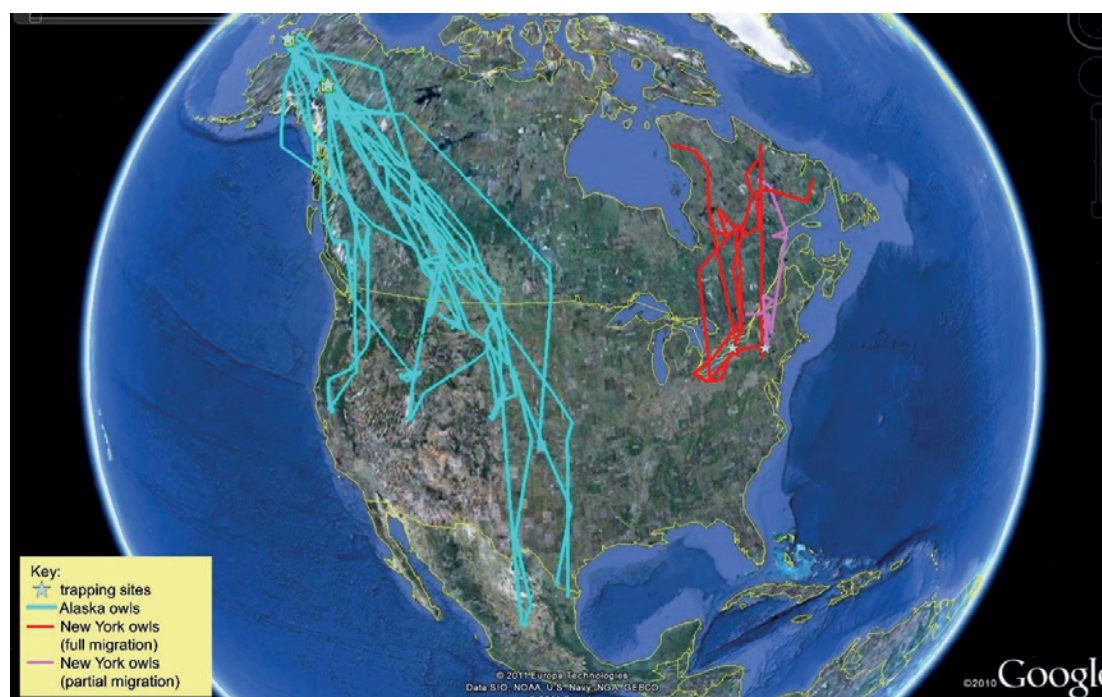 Key:
trapping sites
Alaska owls
New York owls
(full migration)
New York owls
(partial migration)
© 2011 Europa Technologies
Data SIO, NOAA, U.S. Navy, NGA, GEBCO
©2010 Google